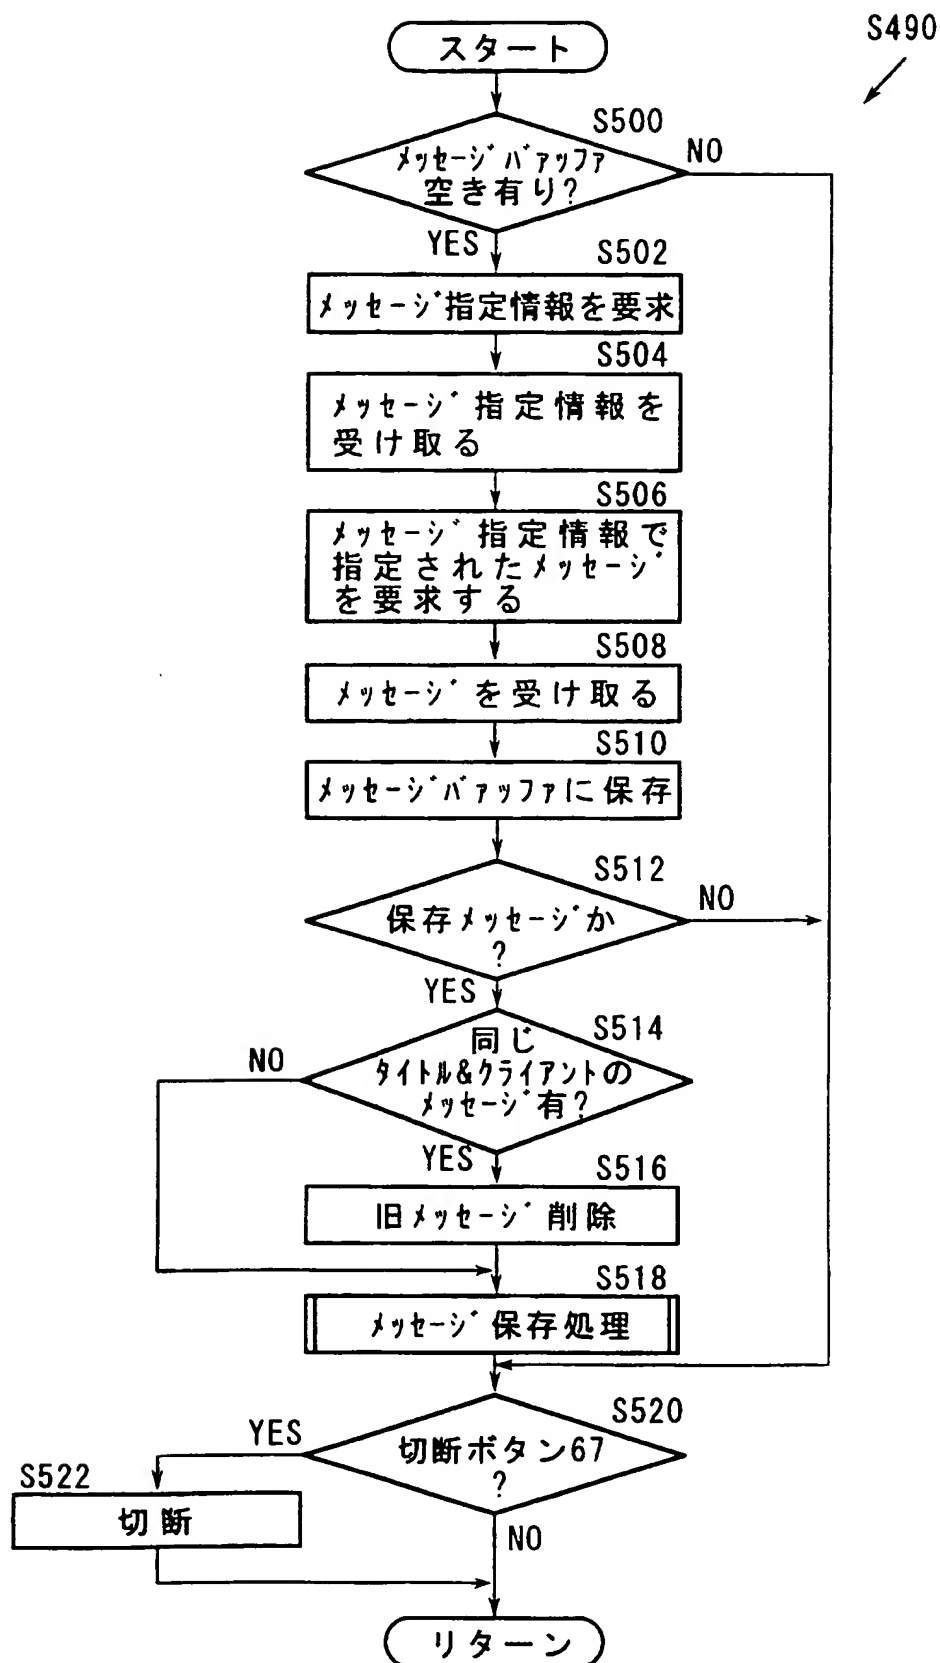 S490
スタート
S500
メッセージバァッファ
空き有り?
NO
YES
S502
メッセージ指定情報を要求
S504
メッセージ指定情報を
受け取る
S506
メッセージ指定情報で
指定されたメッセージ
を要求する
S508
メッセージを受け取る
S510
メッセージバァッファに保存
S512
保存メッセージか
?
NO
YES
S514
同じ
タイトル&クライアントの
メッセージ有?
NO
YES
S516
旧メッセージ削除
S518
メッセージ保存処理
S520
切断ボタン67
?
YES
S522
切断
NO
リターン